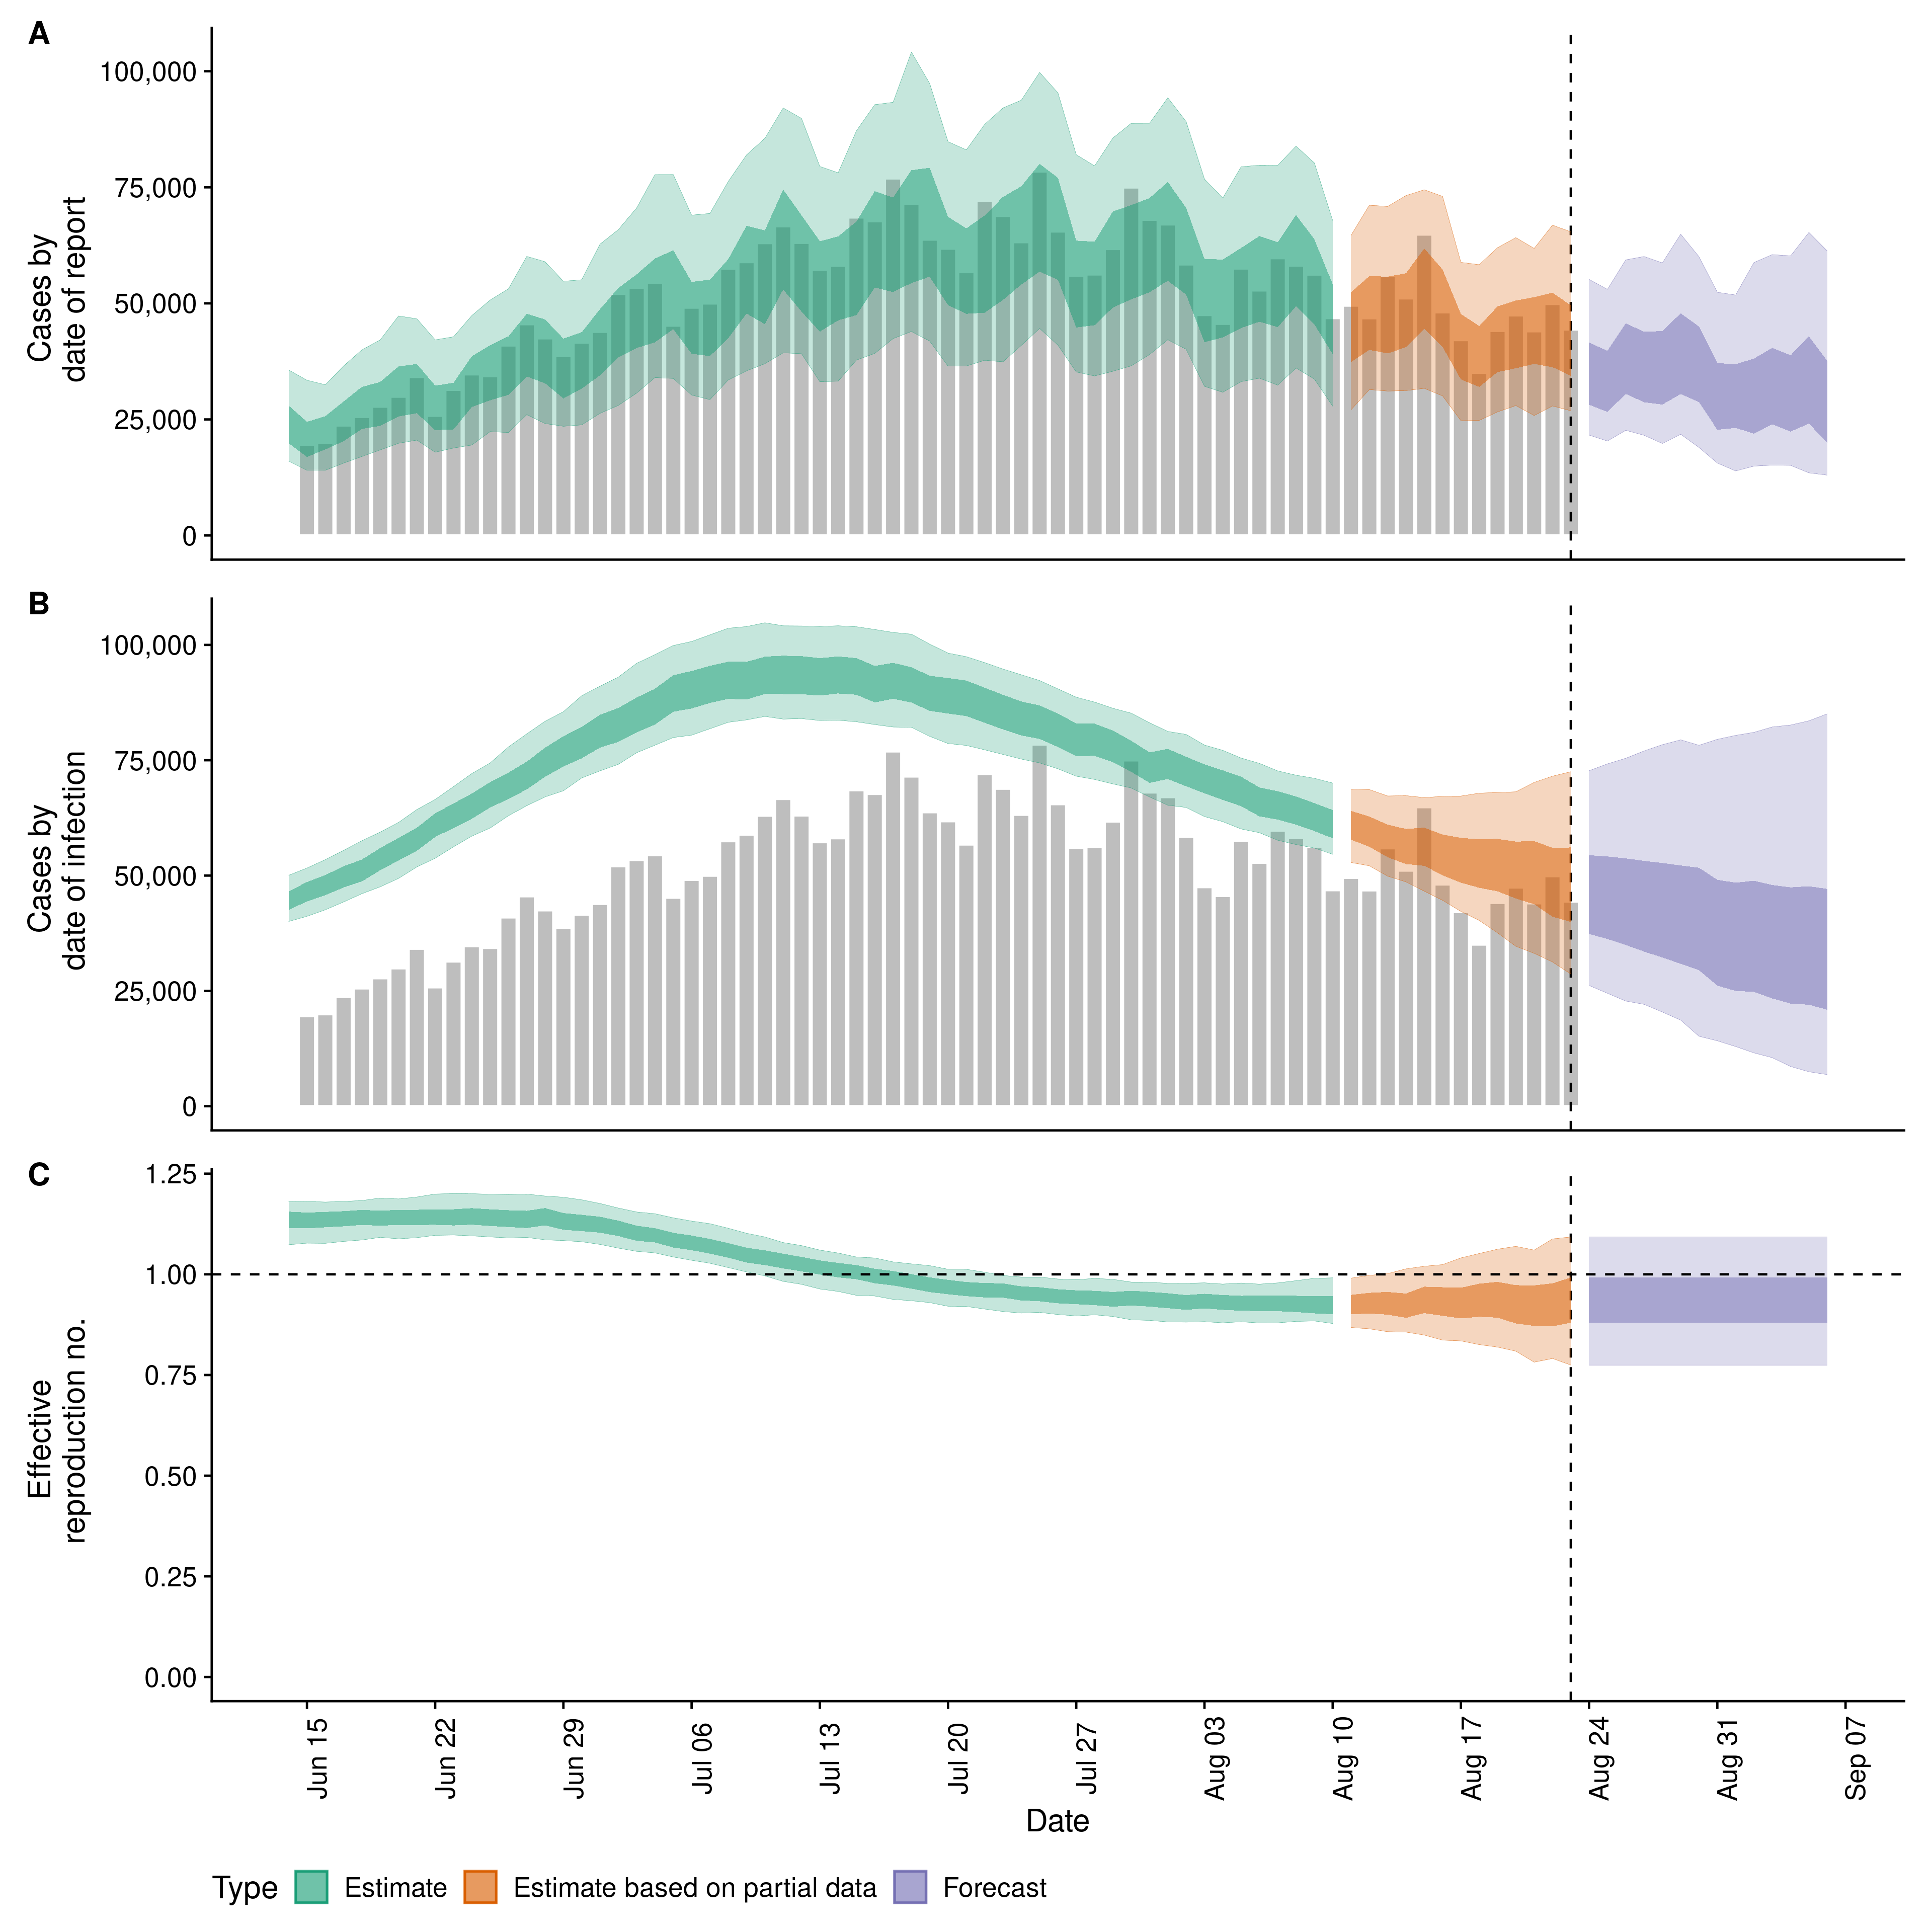 A
100,000
75,000
50,000
25,000
0
Cases by
date of report
B
100,000
75,000
50,000
25,000
0
Cases by
date of infection
C
1.25
1.00
0.75
0.50
0.25
0.00
Effective
reproduction no.
Jun 15
Jun 22
Jun 29
Jul 06
Jul 13
Jul 20
Jul 27
Aug 03
Aug 10
Aug 17
Aug 24
Aug 31
Sep 07
Date
Type Estimate Estimate based on partial data Forecast